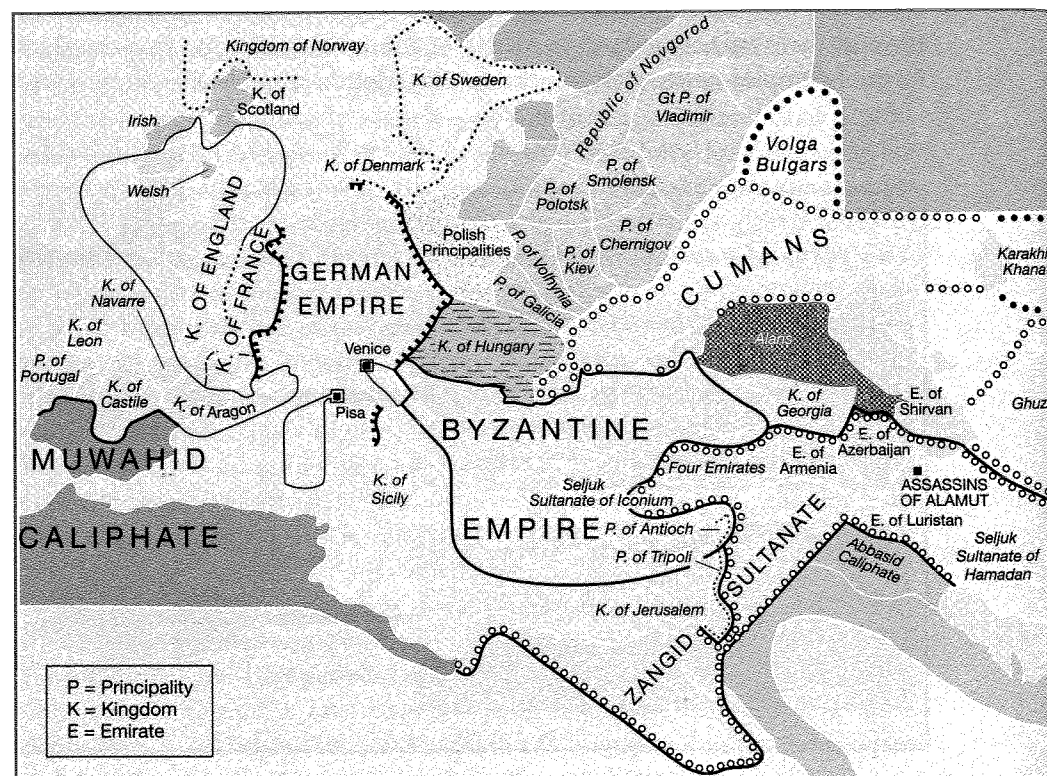 Kingdom of Norway
K. of
Scotland
Irish
Welsh
K. of Sweden
K. of Denmark
Republic of Novgorod
Gt P. of
Vladimir
Volga
Bulgars
P. of
Smolensk
P. of
Polotsk
P. of
Chernigov
P. of
Kiev
P. of Volhynia
P. of Galicia
Polish
Principalities
CUMANS
Karakhi
Khana
K. OF ENGLAND
K. OF FRANCE
GERMAN
EMPIRE
K. of
Navarre
K. of
Leon
P. of
Portugal
K. of
Castile
K. of Aragon
Venice
Pisa
K. of Hungary
Alans
K. of
Georgia
E. of
Shirvan
Ghuz
MUWAHID
CALIPHATE
K. of
Sicily
BYZANTINE
EMPIRE
Four Emirates
E. of
Armenia
E. of
Azerbaijan
ASSASSINS
OF ALAMUT
Seljuk
Sultanate of Iconium
P. of Antioch
P. of Tripoli
K. of Jerusalem
ZANGID
SULTANATE
E. of Luristan
Abbasid
Caliphate
Seljuk
Sultanate of
Hamadan
P = Principality
K = Kingdom
E = Emirate